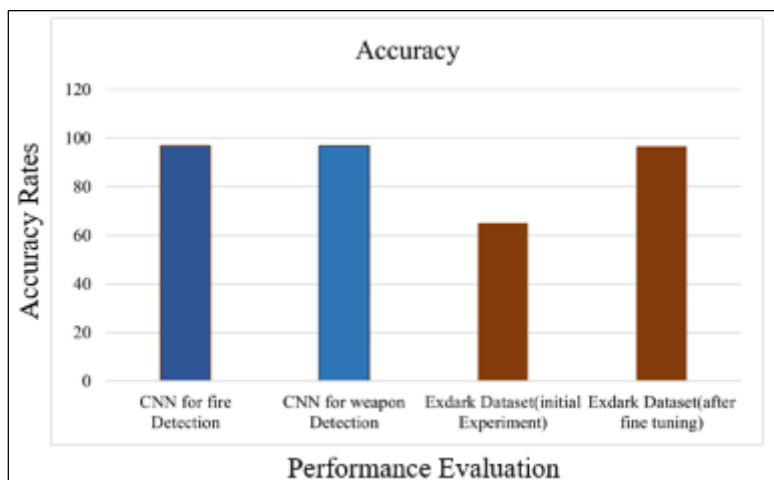 Accuracy
120
100
80
60
40
20
0
Accuracy Rates
CNN for fire
Detection
CNN for weapon
Detection
Exdark Dataset(initial
Experiment)
Exdark Dataset(after
fine tuning)
Performance Evaluation